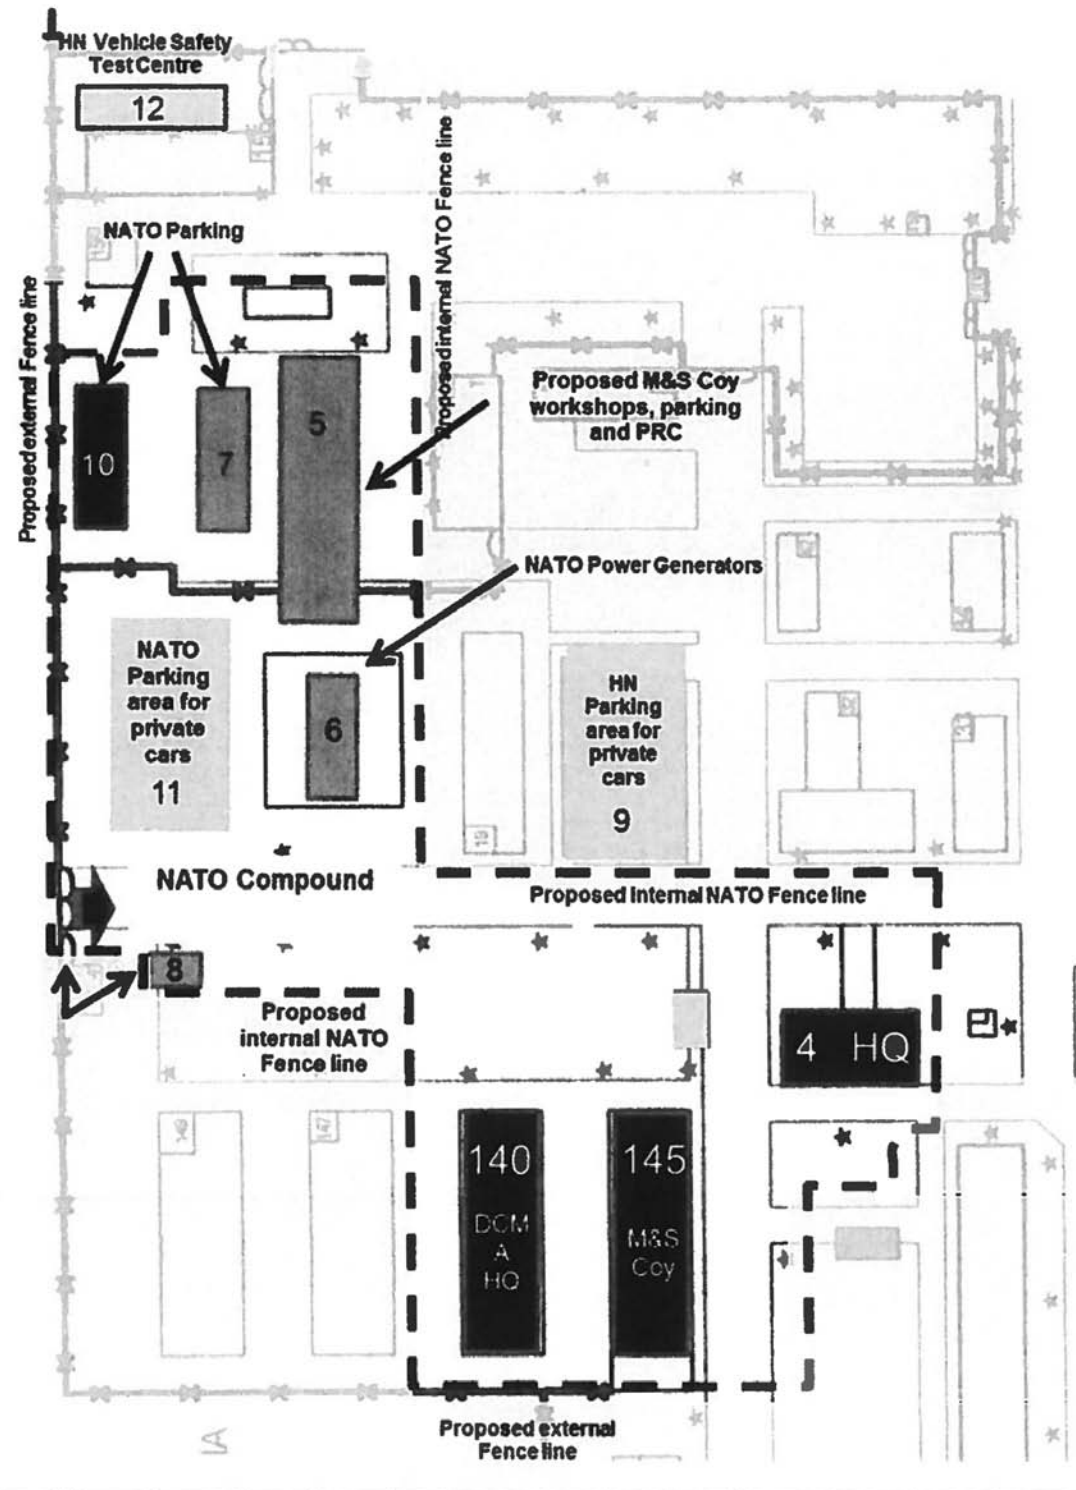 HN Vehicle Safety
Test Centre
12
NATO Parking
Proposed internal NATO Fence line
Proposed external Fence line
10
7
5
Proposed M&S Coy
workshops, parking
and PRC
NATO Power Generators
NATO
Parking
area for
private
cars
11
6
HN
Parking
area for
private
cars
9
19
NATO Compound
Proposed Internal NATO Fence line
8
Proposed
internal NATO
Fence line
4 HQ
147
140
DCM
A
HQ
145
M&S
Coy
Proposed external
Fence line